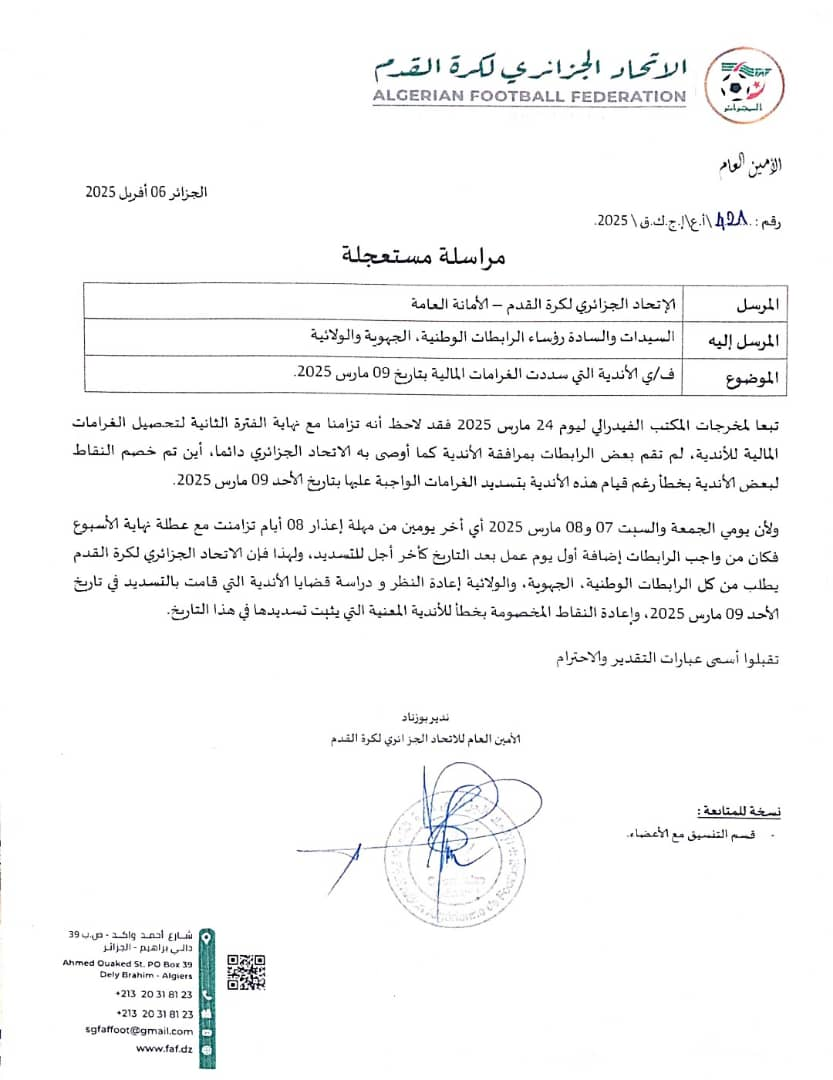 الاتحاد الجزائري لكرة القدم
ALGERIAN FOOTBALL FEDERATION
FAF
الجزائر
الأمين العام
الجزائر 06 أفريل 2025
رقم : 421 \أ.ع\إ.ج.ك.ق \ 2025.
مراسلة مستعجلة
المرسل الإتحاد الجزائري لكرة القدم – الأمانة العامة
المرسل إليه السيدات والسادة رؤساء الرابطات الوطنية، الجهوية والولائية
الموضوع ف/ي الأندية التي سددت الغرامات المالية بتاريخ 09 مارس 2025.
تبعا لمخرجات المكتب الفيدرالي ليوم 24 مارس 2025 فقد لاحظ أنه تزامنا مع نهاية الفترة الثانية لتحصيل الغرامات
المالية للأندية، لم تقم بعض الرابطات بمرافقة الأندية كما أوصى به الاتحاد الجزائري دائما، أين تم خصم النقاط
لبعض الأندية بخطأ رغم قيام هذه الأندية بتسديد الغرامات الواجبة عليها بتاريخ الأحد 09 مارس 2025.
ولأن يومي الجمعة والسبت 07 و08 مارس 2025 أي أخر يومين من مهلة إعذار 08 أيام تزامنت مع عطلة نهاية الأسبوع
فكان من واجب الرابطات إضافة أول يوم عمل بعد التاريخ كأخر أجل للتسديد، ولهذا فإن الاتحاد الجزائري لكرة القدم
يطلب من كل الرابطات الوطنية، الجهوية، والولائية إعادة النظر و دراسة قضايا الأندية التي قامت بالتسديد في تاريخ
الأحد 09 مارس 2025، وإعادة النقاط المخصومة بخطأ للأندية المعنية التي يثبت تسديدها في هذا التاريخ.
تقبلوا أسمى عبارات التقدير والاحترام
ندير بوزناد
الأمين العام للاتحاد الجزائري لكرة القدم
نسخة للمتابعة :
- قسم التنسيق مع الأعضاء.
شارع أحمد واكد - ص.ب 39
دالي براهيم - الجزائر
Ahmed Ouaked St. PO Box 39
Dely Brahim - Algiers
+213 20 31 81 23
+213 20 31 81 23
sgfaffoot@gmail.com
www.faf.dz